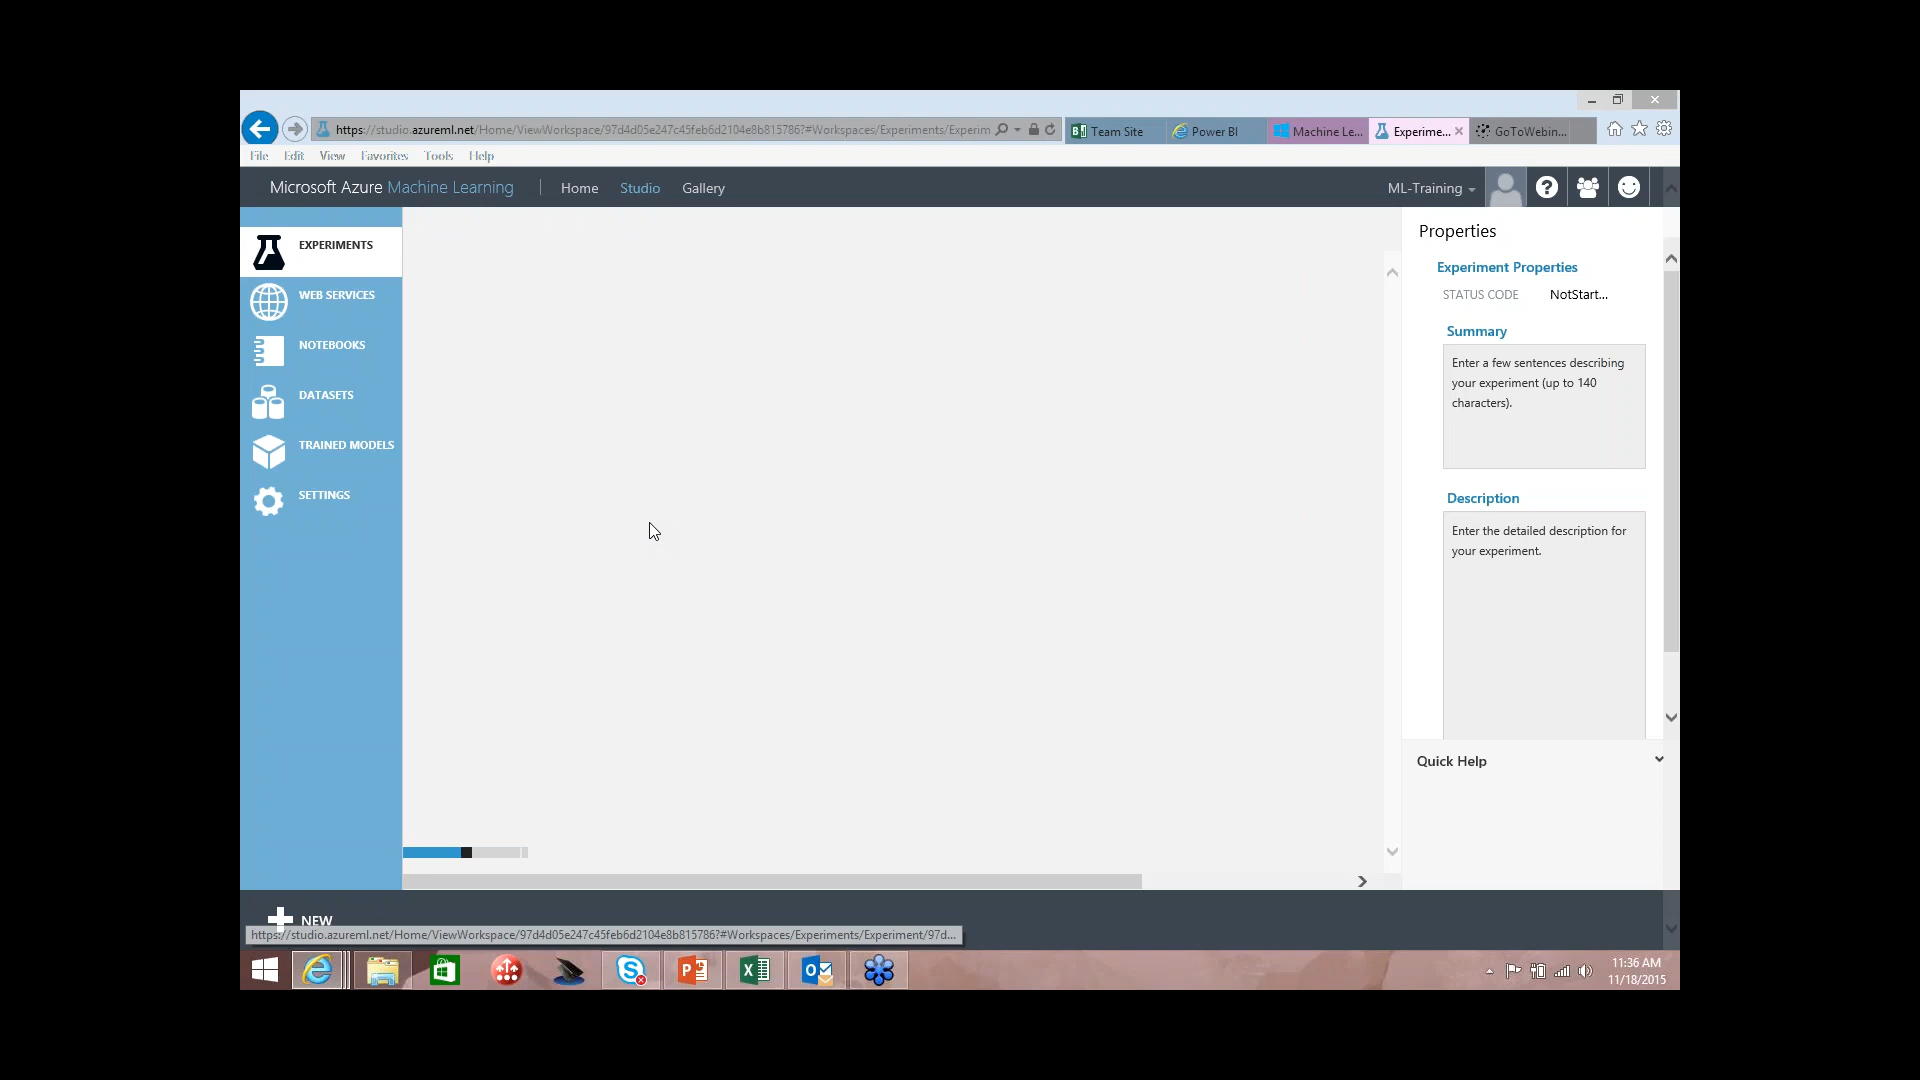 https://studio.azureml.net/Home/ViewWorkspace/97d4d05e247c45feb6d2104e8b815786?#Workspaces/Experiments/Experim
Team Site
Power BI
Machine Le...
Experime...
GoToWebin...
File Edit View Favorites Tools Help
Microsoft Azure Machine Learning
Home Studio Gallery
ML-Training
EXPERIMENTS
WEB SERVICES
NOTEBOOKS
DATASETS
TRAINED MODELS
SETTINGS
Properties
Experiment Properties
STATUS CODE NotStart...
Summary
Enter a few sentences describing
your experiment (up to 140
characters).
Description
Enter the detailed description for
your experiment.
Quick Help
NEW
https://studio.azureml.net/Home/ViewWorkspace/97d4d05e247c45feb6d2104e8b815786?#Workspaces/Experiments/Experiment/97d...
11:36 AM
11/18/2015